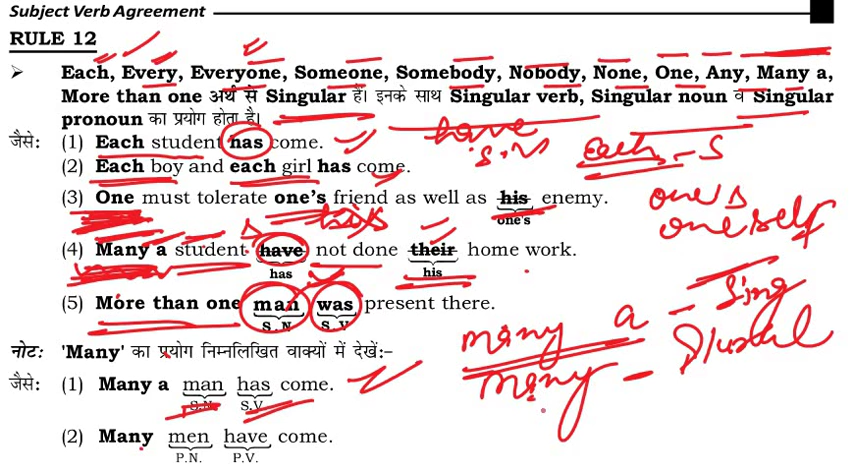 Subject Verb Agreement
RULE 12
➤ Each, Every, Everyone, Someone, Somebody, Nobody, None, One, Any, Many a,
More than one अर्थ से Singular है। इनके साथ Singular verb, Singular noun व Singular
pronoun का प्रयोग होता है।
have
S.V
Each - S
जैसे: (1) Each student has come.
(2) Each boy and each girl has come.
(3) One must tolerate one's friend as well as his enemy.
one's
one's
oneself
his
S
(4) Many a student have not done their home work.
has his
(5) More than one man was present there.
S.N. S.V.
many a - Sing
many - Plural
नोट: 'Many' का प्रयोग निम्नलिखित वाक्यों में देखें:-
जैसे: (1) Many a man has come.
S.N. S.V.
(2) Many men have come.
P.N. P.V.